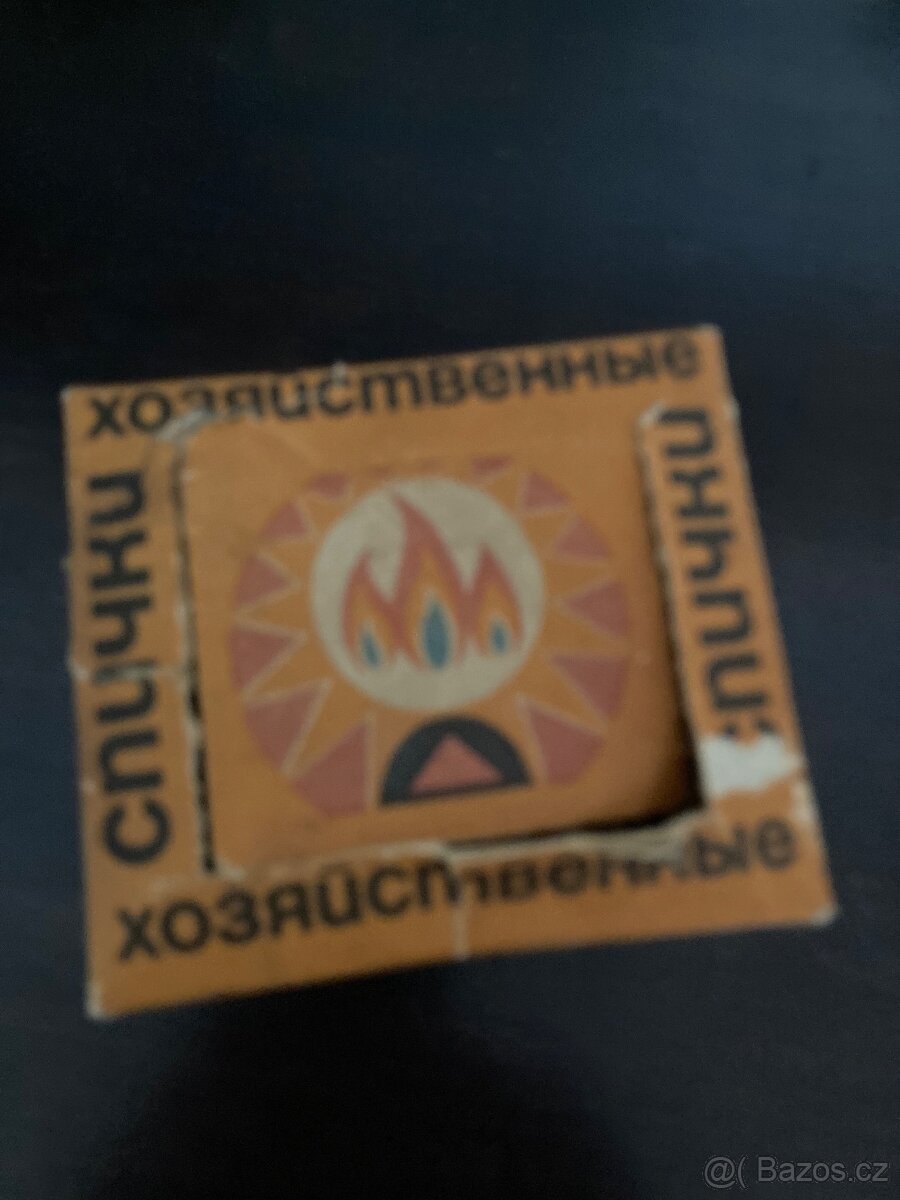 хозяйственные
спички
спички
хозяйственные
@( Bazos.cz